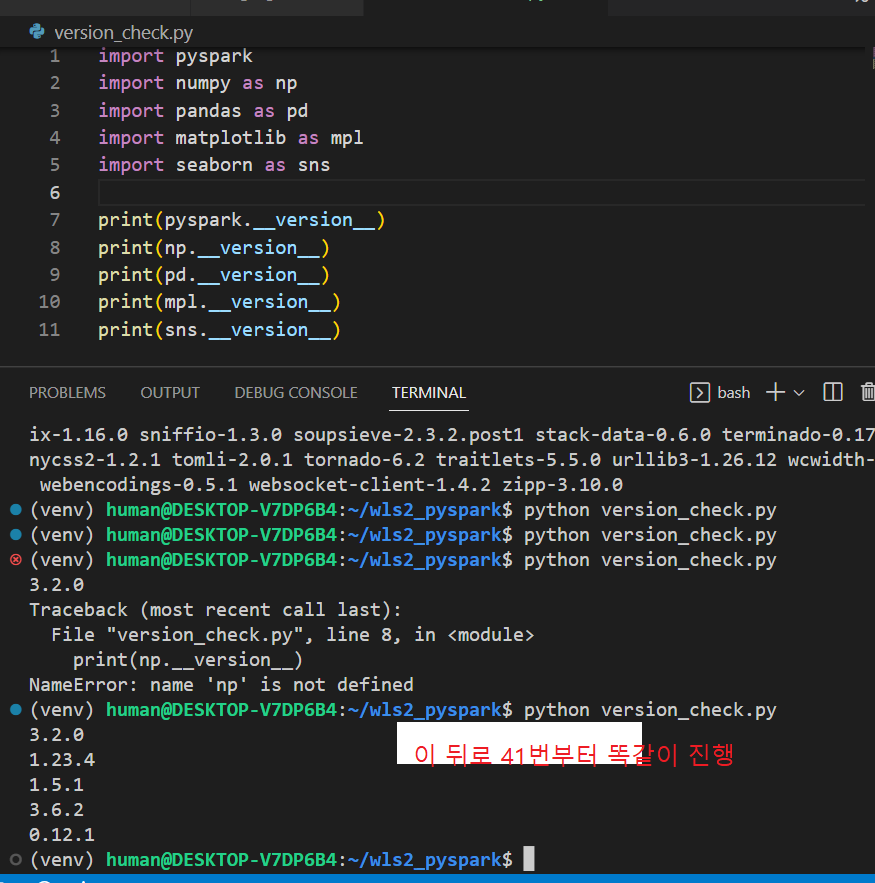 version_check.py
1 import pyspark
2 import numpy as np
3 import pandas as pd
4 import matplotlib as mpl
5 import seaborn as sns
6
7 print(pyspark.__version__)
8 print(np.__version__)
9 print(pd.__version__)
10 print(mpl.__version__)
11 print(sns.__version__)
PROBLEMS OUTPUT DEBUG CONSOLE TERMINAL bash
ix-1.16.0 sniffio-1.3.0 soupsieve-2.3.2.post1 stack-data-0.6.0 terminado-0.17
nycss2-1.2.1 tomli-2.0.1 tornado-6.2 traitlets-5.5.0 urllib3-1.26.12 wcwidth-
webencodings-0.5.1 websocket-client-1.4.2 zipp-3.10.0
(venv) human@DESKTOP-V7DP6B4:~/wls2_pyspark$ python version_check.py
(venv) human@DESKTOP-V7DP6B4:~/wls2_pyspark$ python version_check.py
(venv) human@DESKTOP-V7DP6B4:~/wls2_pyspark$ python version_check.py
3.2.0
Traceback (most recent call last):
File "version_check.py", line 8, in <module>
print(np.__version__)
NameError: name 'np' is not defined
(venv) human@DESKTOP-V7DP6B4:~/wls2_pyspark$ python version_check.py
3.2.0
이 뒤로 41번부터 똑같이 진행
1.23.4
1.5.1
3.6.2
0.12.1
(venv) human@DESKTOP-V7DP6B4:~/wls2_pyspark$